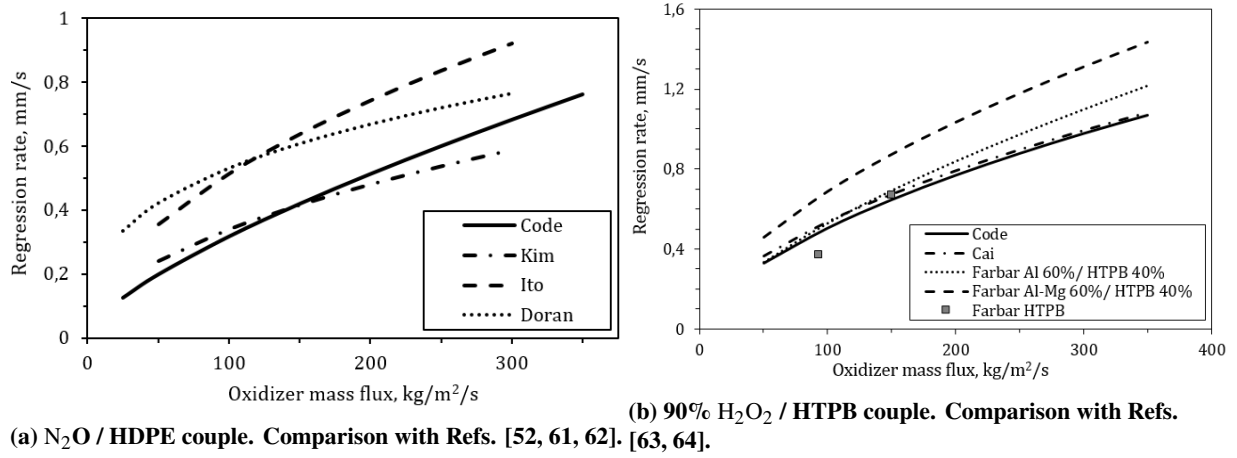 1
0,8
0,6
0,4
0,2
0
Regression rate, mm/s
0
100
200
300
Oxidizer mass flux, kg/m²/s
Code
Kim
Ito
Doran
(a) N₂O / HDPE couple. Comparison with Refs. [52, 61, 62].
1,6
1,2
0,8
0,4
0
Regression rate, mm/s
0
100
200
300
400
Oxidizer mass flux, kg/m²/s
Code
Cai
Farbar Al 60%/ HTPB 40%
Farbar Al-Mg 60%/ HTPB 40%
Farbar HTPB
(b) 90% H₂O₂ / HTPB couple. Comparison with Refs.
[63, 64].